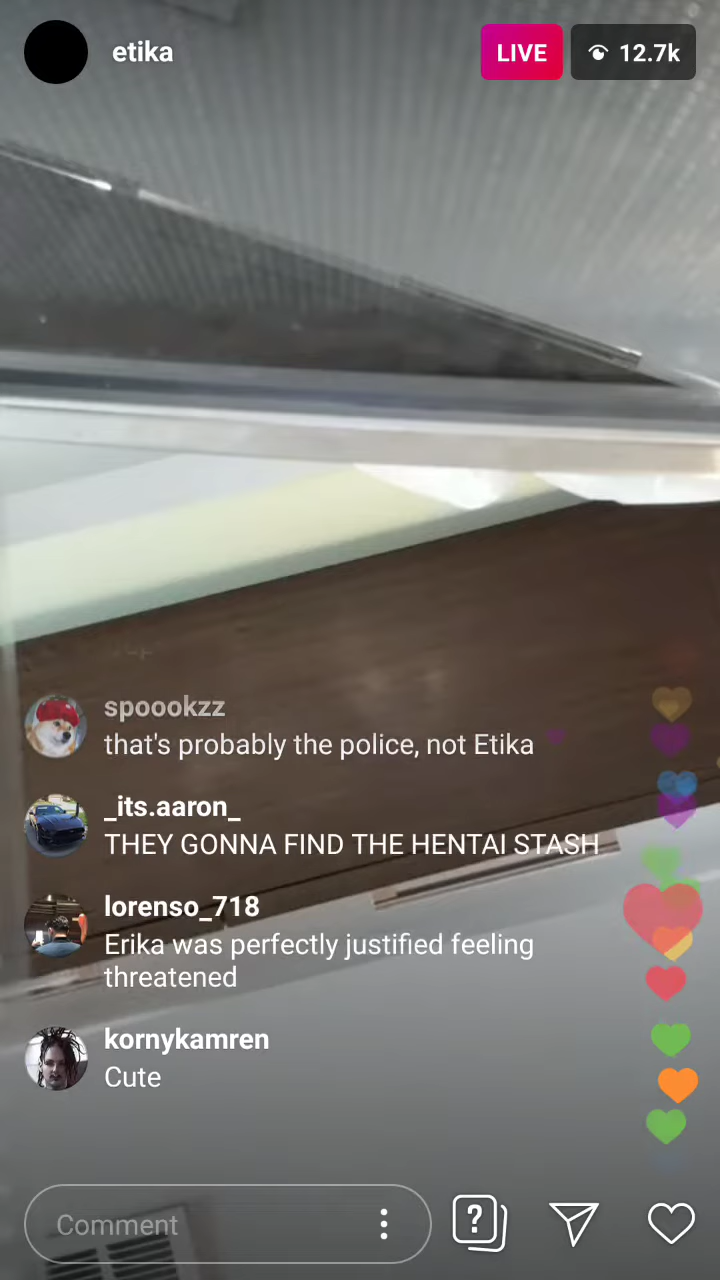 etika
LIVE
12.7k
spoookzz
that's probably the police, not Etika
_its.aaron_
THEY GONNA FIND THE HENTAI STASH
lorenso_718
Erika was perfectly justified feeling
threatened
kornykamren
Cute
Comment
?